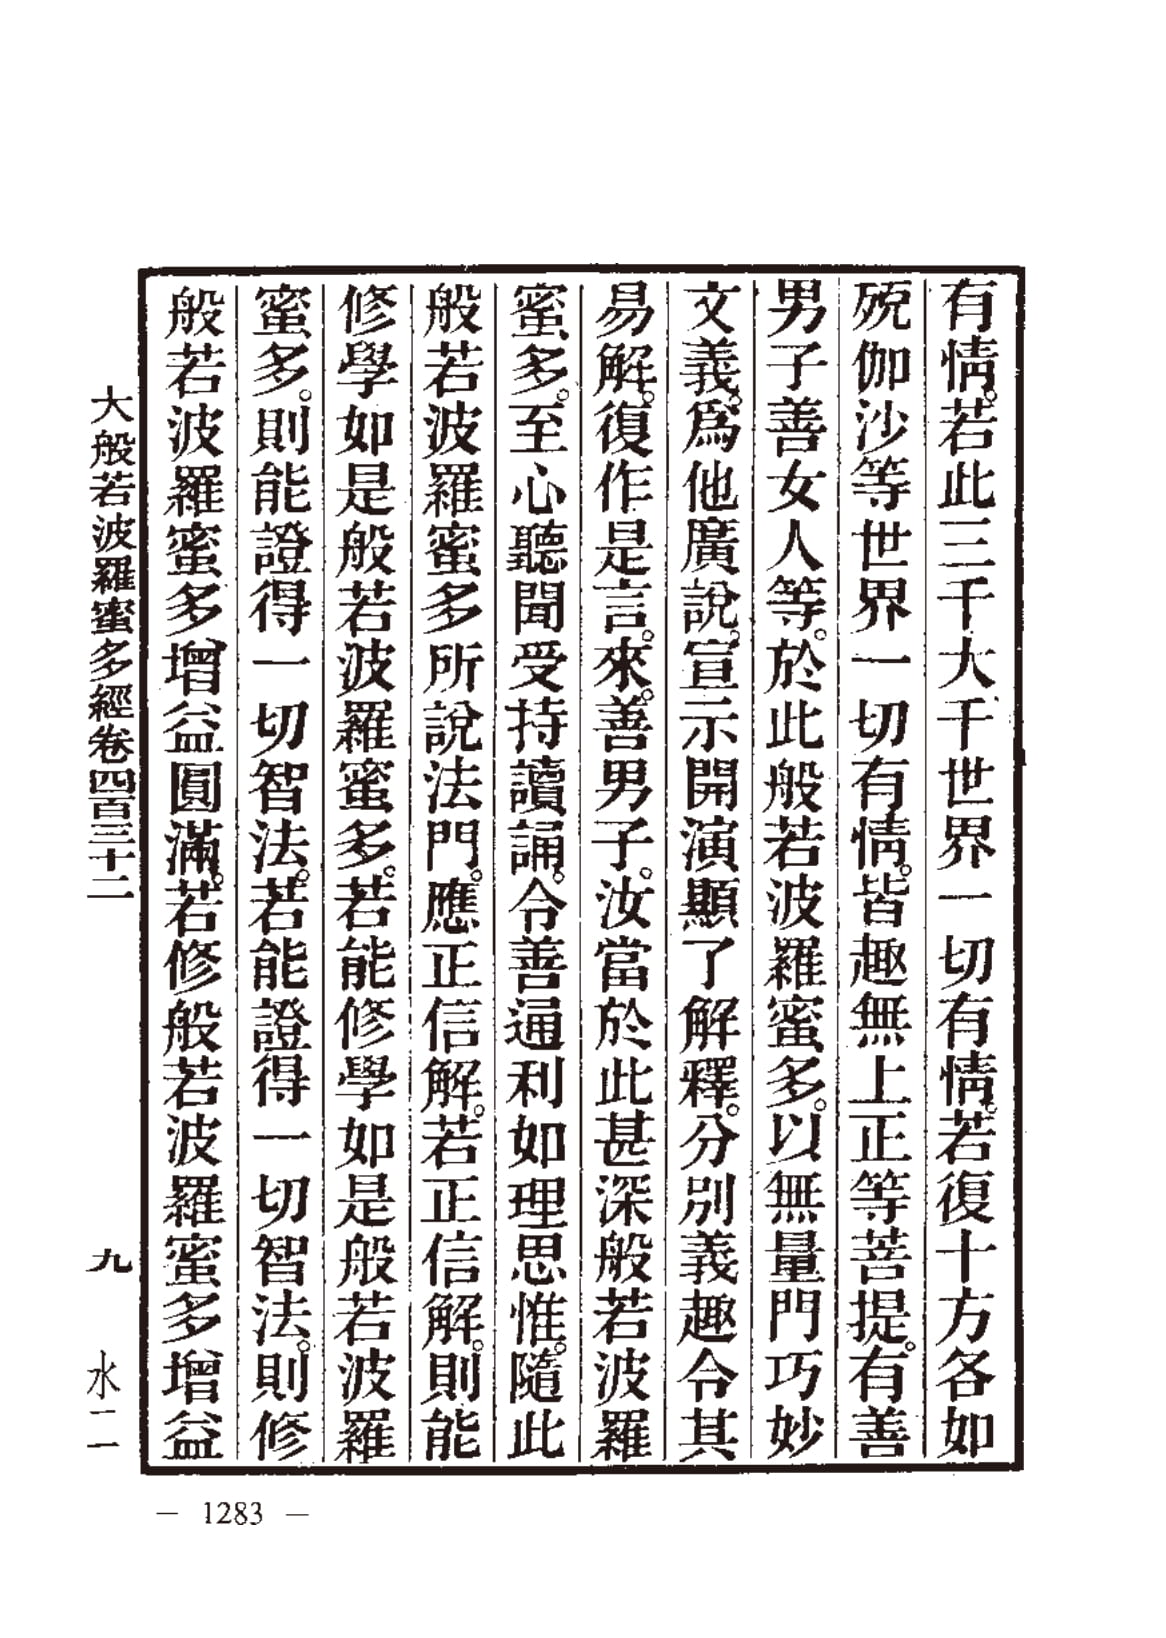 有情。若此三千大千世界一切有情。若復十方各如
殑伽沙等世界一切有情。皆趣無上正等菩提。有善
男子善女人等。於此般若波羅蜜多。以無量門巧妙
文義。爲他廣說。宣示開演顯了解釋。分別義趣令其
易解。復作是言。來。善男子。汝當於此甚深般若波羅
蜜多。至心聽聞受持讀誦。令善通利如理思惟。隨此
般若波羅蜜多所說法門。應正信解。若正信解。則能
修學如是般若波羅蜜多。若能修學如是般若波羅
蜜多。則能證得一切智法。若能證得一切智法。則修
般若波羅蜜多增益圓滿。若修般若波羅蜜多增益
大般若波羅蜜多經卷四百三十二 九 水二
— 1283 —